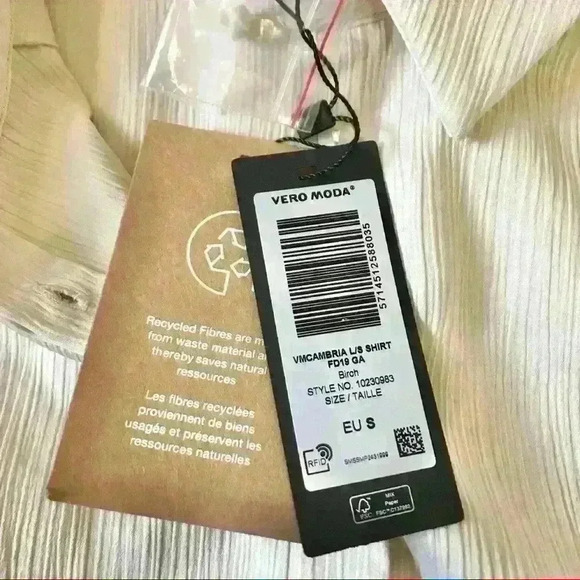 VERO MODA®
5714512588035
VMCAMBRIA L/S SHIRT
FD19 GA
Birch
STYLE NO. 10230983
SIZE / TAILLE
EU S
RFID
MIX
Paper
FSC
Recycled Fibres are m
from waste material a
thereby saves natural
resources
Les fibres recyclées
proviennent de biens
usagés et préservent les
ressources naturelles